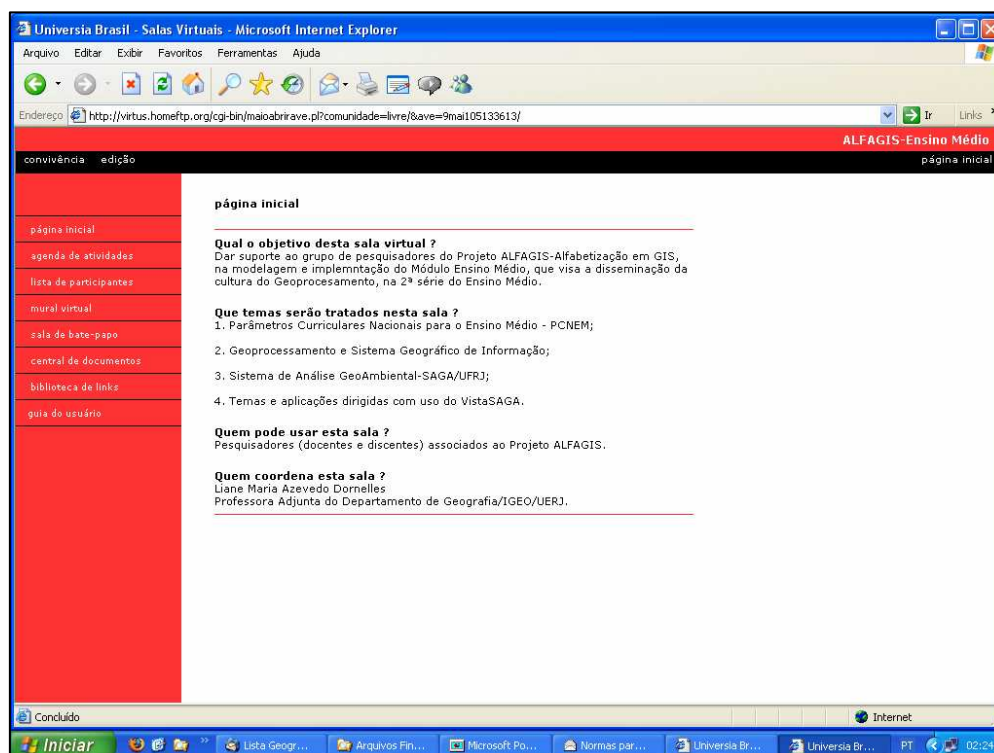 Universia Brasil - Salas Virtuais - Microsoft Internet Explorer
Arquivo Editar Exibir Favoritos Ferramentas Ajuda
Endereço http://virtus.homeftp.org/cgi-bin/maioabrirave.pl?comunidade=livre/&ave=9mai105133613/ Ir Links
ALFAGIS-Ensino Médio
convivência edição página inicial
página inicial
agenda de atividades
lista de participantes
mural virtual
sala de bate-papo
central de documentos
biblioteca de links
guia do usuário
página inicial
Qual o objetivo desta sala virtual ?
Dar suporte ao grupo de pesquisadores do Projeto ALFAGIS-Alfabetização em GIS,
na modelagem e implemntação do Módulo Ensino Médio, que visa a disseminação da
cultura do Geoprocessamento, na 2ª série do Ensino Médio.
Que temas serão tratados nesta sala ?
1. Parâmetros Curriculares Nacionais para o Ensino Médio - PCNEM;
2. Geoprocessamento e Sistema Geográfico de Informação;
3. Sistema de Análise GeoAmbiental-SAGA/UFRJ;
4. Temas e aplicações dirigidas com uso do VistaSAGA.
Quem pode usar esta sala ?
Pesquisadores (docentes e discentes) associados ao Projeto ALFAGIS.
Quem coordena esta sala ?
Liane Maria Azevedo Dornelles
Professora Adjunta do Departamento de Geografia/IGEO/UERJ.
Concluído Internet
Iniciar Lista Geogr... Arquivos Fin... Microsoft Po... Normas par... Universia Br... Universia Br... PT 02:24